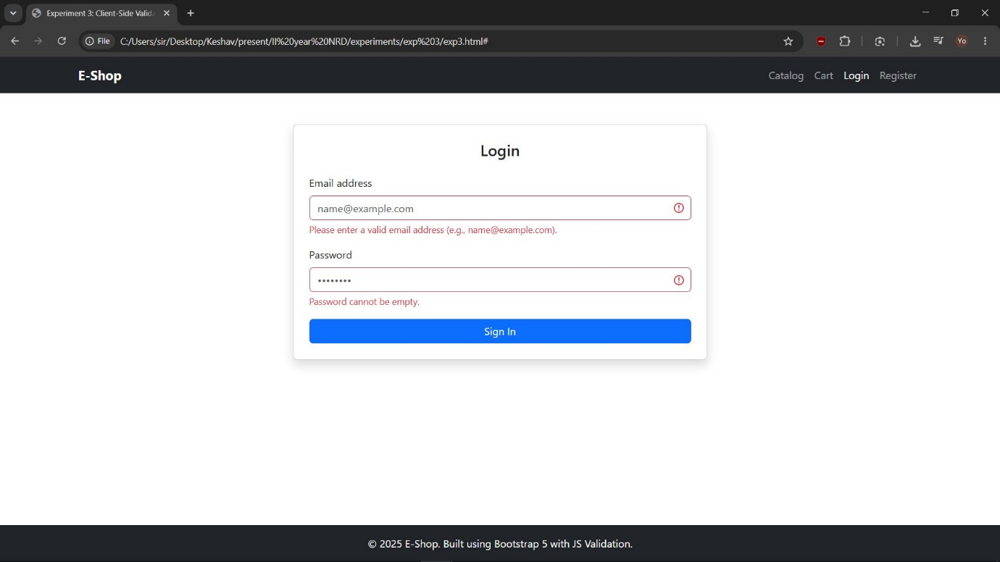 Experiment 3: Client-Side Valida
File
C:/Users/sir/Desktop/Keshav/present/II%20year%20NRD/experiments/exp%203/exp3.html#
Yo
E-Shop
Catalog Cart Login Register
Login
Email address
name@example.com
Please enter a valid email address (e.g., name@example.com).
Password
••••••••
Password cannot be empty.
Sign In
© 2025 E-Shop. Built using Bootstrap 5 with JS Validation.